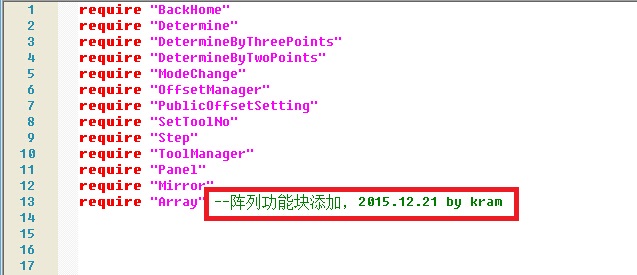 1 require "BackHome"
2 require "Determine"
3 require "DetermineByThreePoints"
4 require "DetermineByTwoPoints"
5 require "ModeChange"
6 require "OffsetManager"
7 require "PublicOffsetSetting"
8 require "SetToolNo"
9 require "Step"
10 require "ToolManager"
11 require "Panel"
12 require "Mirror"
13 require "Array" --阵列功能块添加，2015.12.21 by kram
14
15
16
17